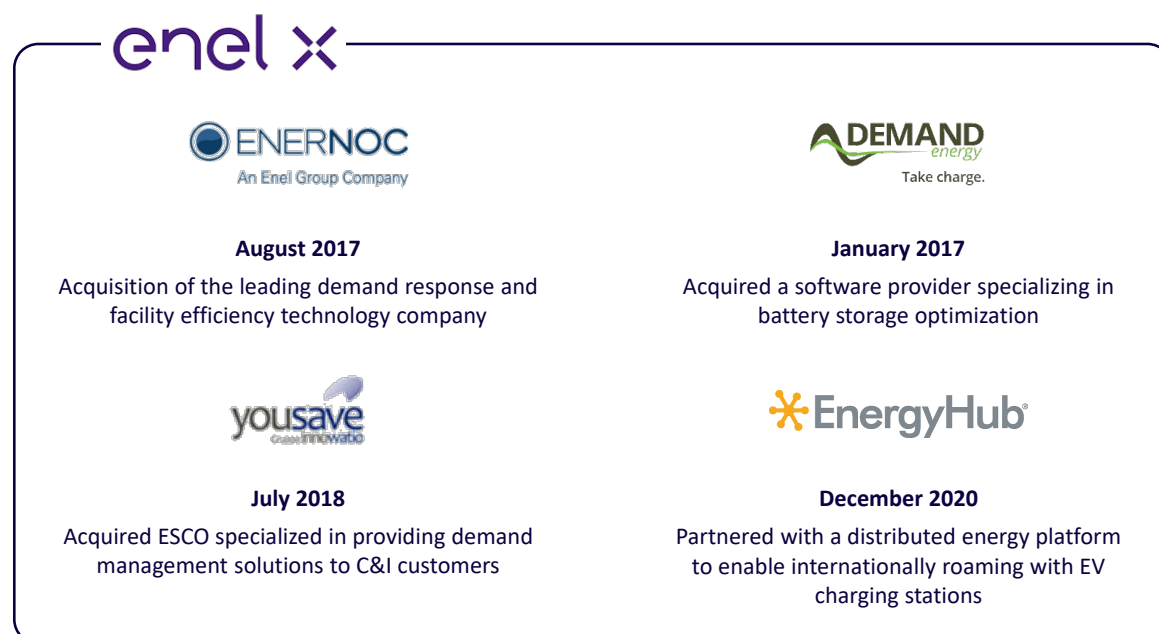 enel x
ENERNOC
An Enel Group Company
August 2017
Acquisition of the leading demand response and
facility efficiency technology company
DEMAND
energy
Take charge.
January 2017
Acquired a software provider specializing in
battery storage optimization
yousave
Gruppo Innowatio
July 2018
Acquired ESCO specialized in providing demand
management solutions to C&I customers
EnergyHub®
December 2020
Partnered with a distributed energy platform
to enable internationally roaming with EV
charging stations